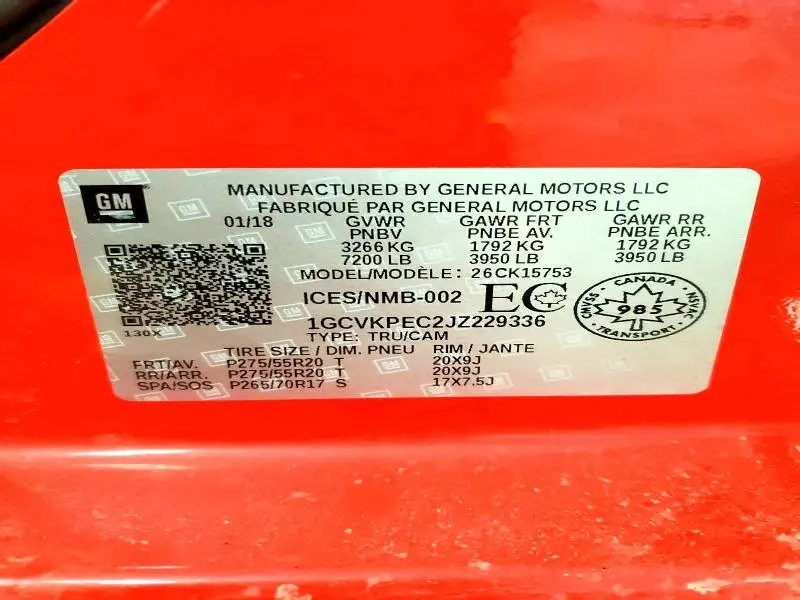 GM
MANUFACTURED BY GENERAL MOTORS LLC
FABRIQUÉ PAR GENERAL MOTORS LLC
01/18 GVWR GAWR FRT GAWR RR
PNBV PNBE AV. PNBE ARR.
3266 KG 1792 KG 1792 KG
7200 LB 3950 LB 3950 LB
MODEL/MODÈLE: 26CK15753
ICES/NMB-002 EC
CANADA
985
TRANSPORT
NSVAC
SSVMVC
130X
1GCVKPEC2JZ229336
TYPE: TRU/CAM
TIRE SIZE / DIM. PNEU RIM / JANTE
FRT/AV. P275/55R20 T 20X9J
RR/ARR. P275/55R20 T 20X9J
SPA/SOS P265/70R17 S 17X7.5J